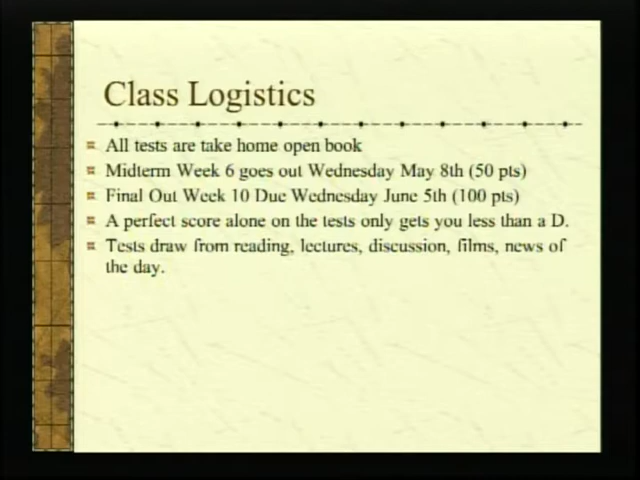 Class Logistics
All tests are take home open book
Midterm Week 6 goes out Wednesday May 8th (50 pts)
Final Out Week 10 Due Wednesday June 5th (100 pts)
A perfect score alone on the tests only gets you less than a D.
Tests draw from reading, lectures, discussion, films, news of
the day.